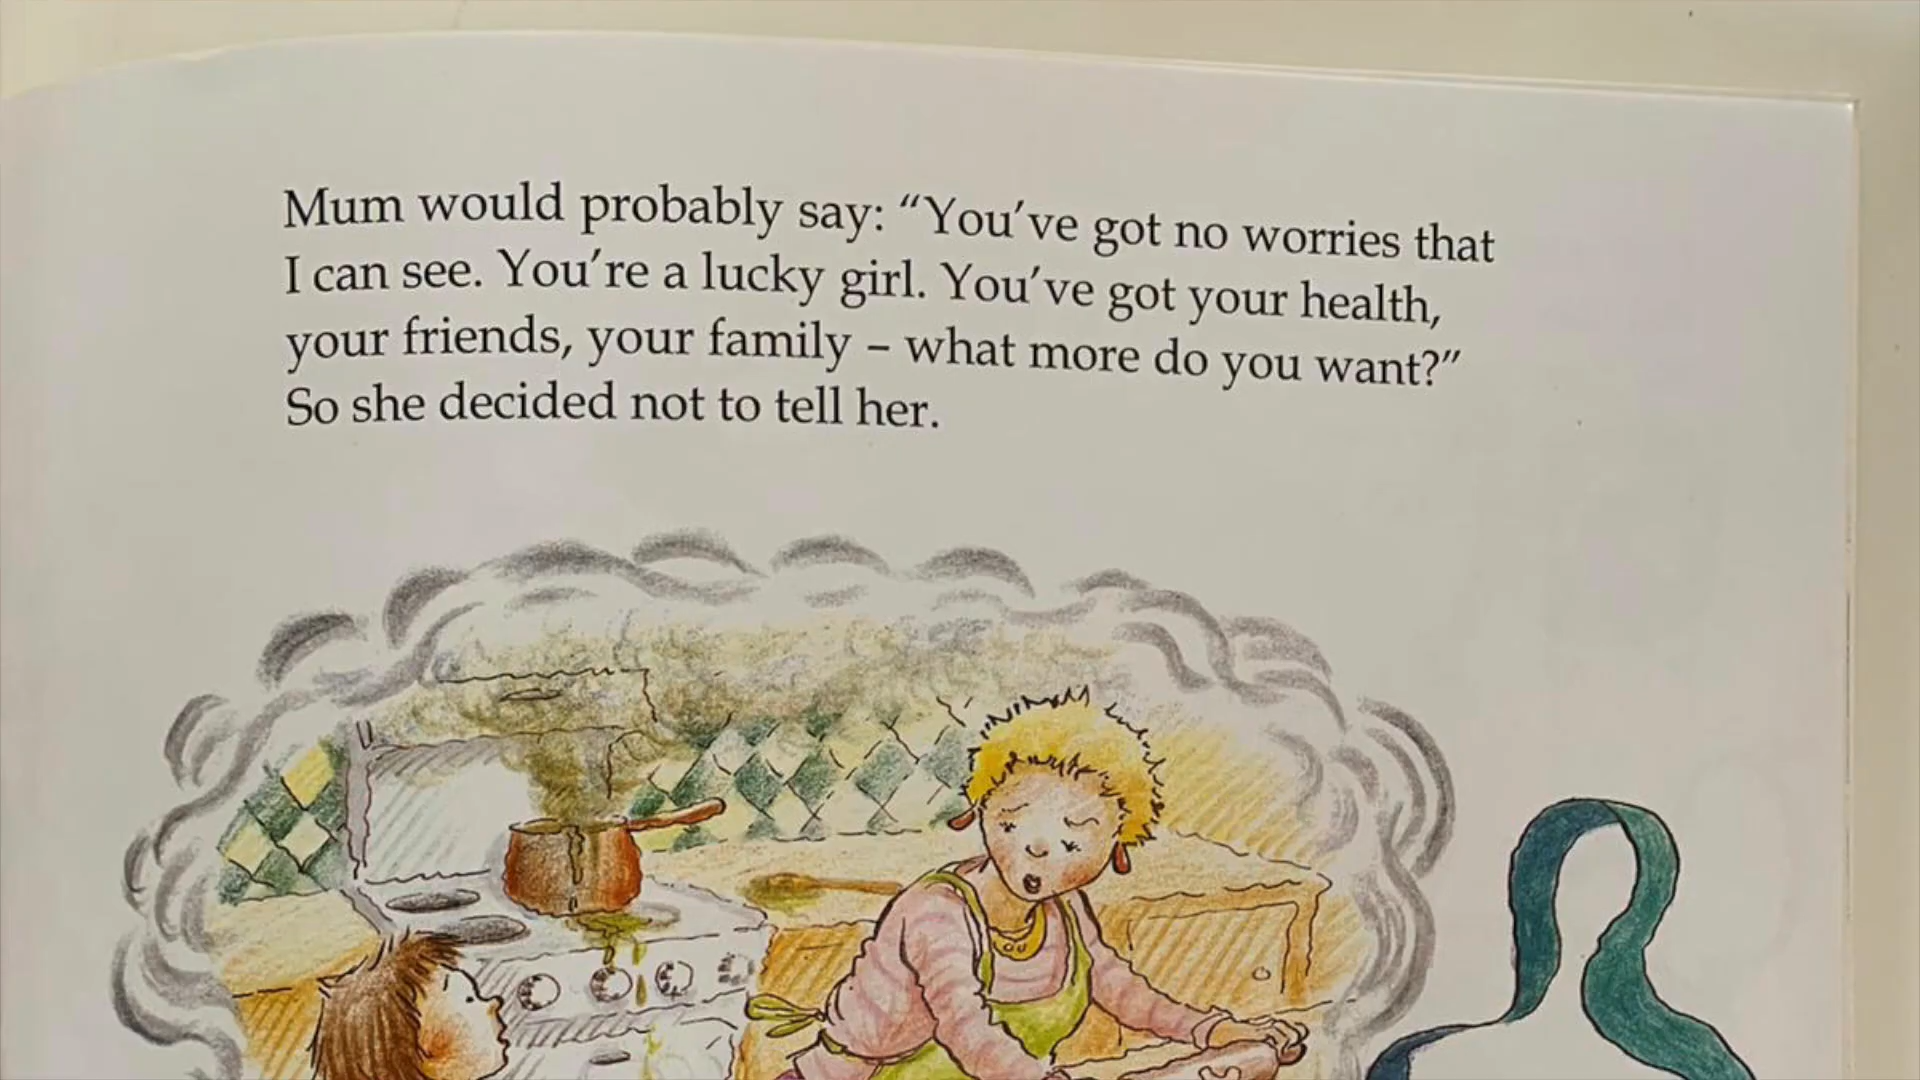 Mum would probably say: “You’ve got no worries that
I can see. You’re a lucky girl. You’ve got your health,
your friends, your family – what more do you want?”
So she decided not to tell her.